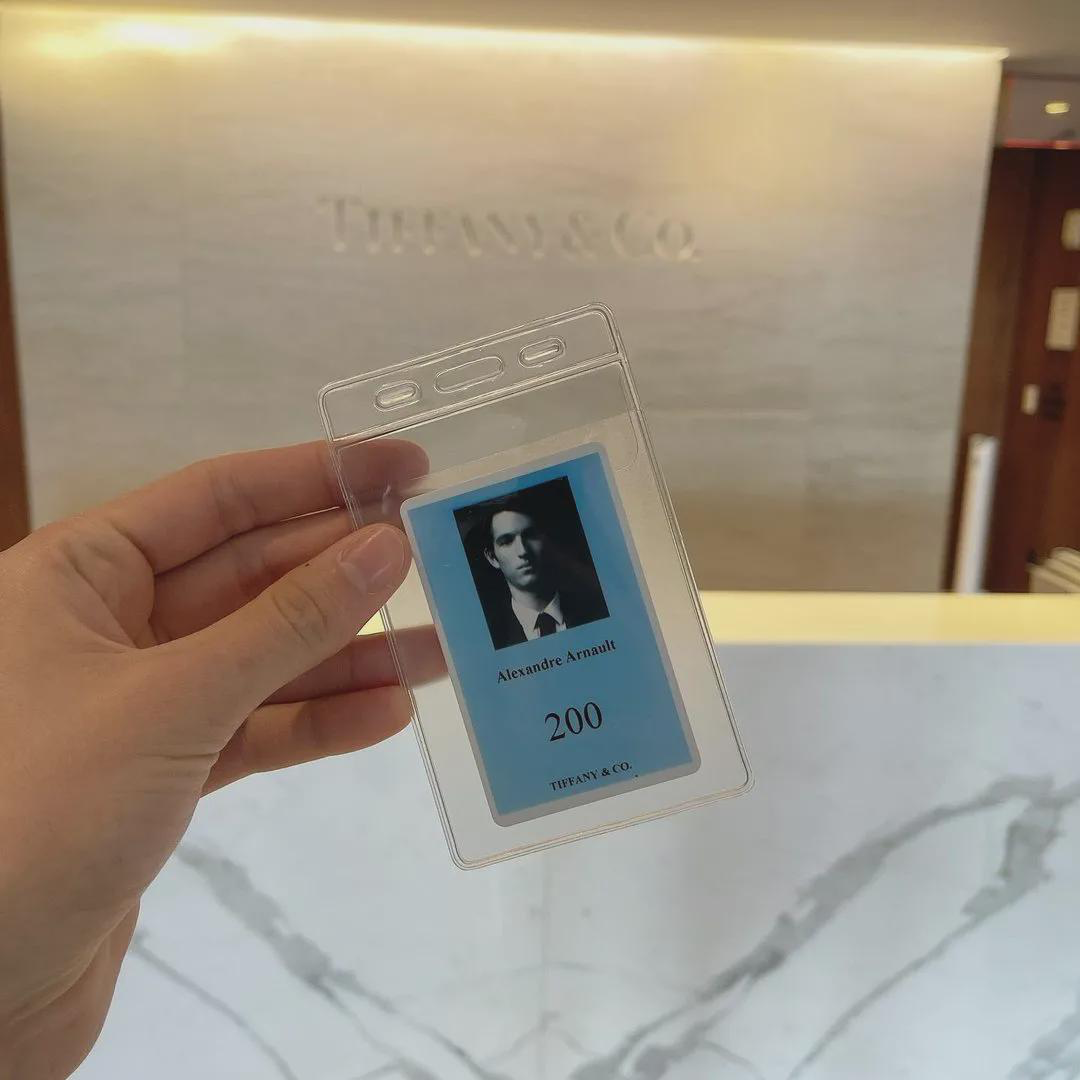 TIFFANY & CO.
Alexandre Arnault
200
TIFFANY & CO.